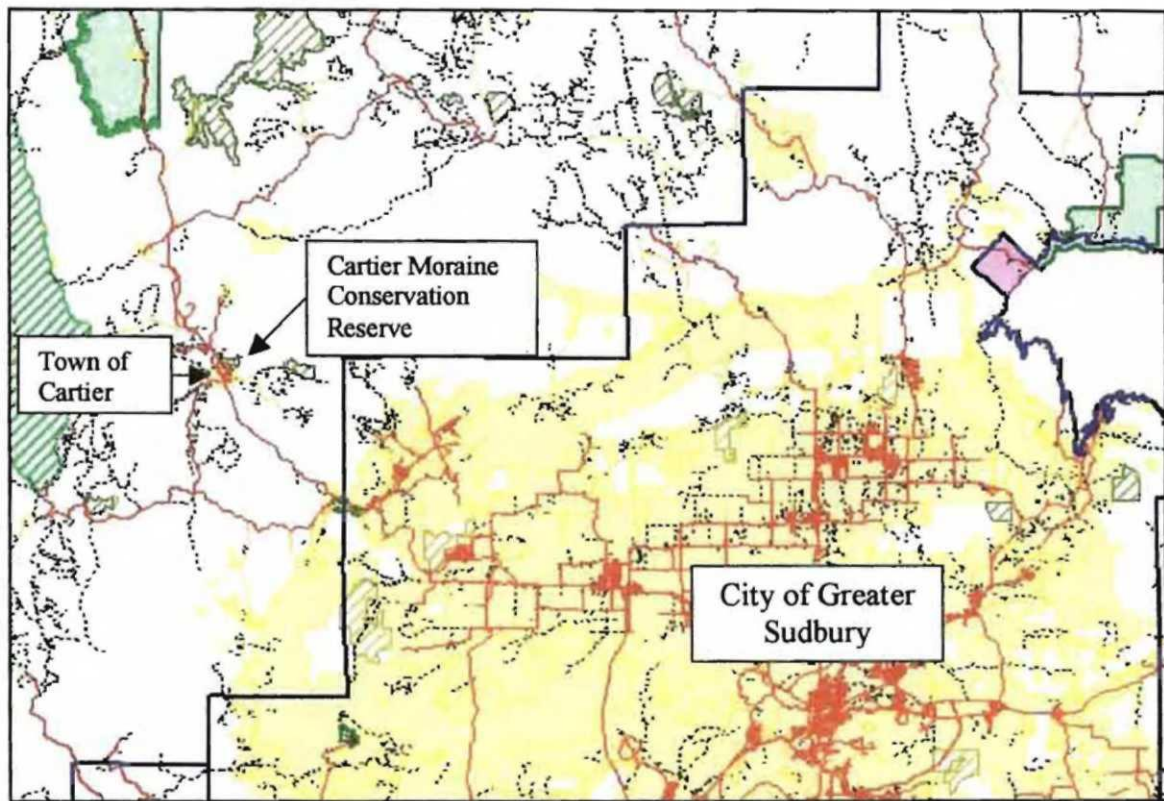 Cartier Moraine
Conservation
Reserve
Town of
Cartier
City of Greater
Sudbury